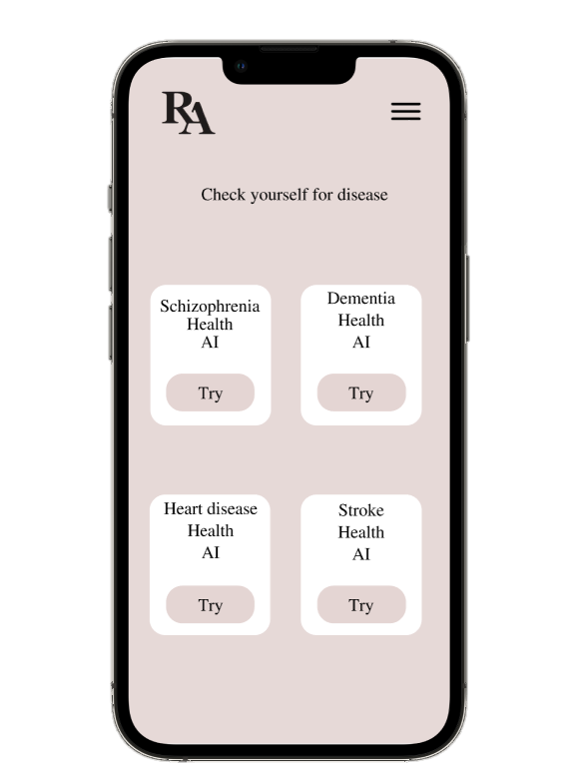 RA
Check yourself for disease
Schizophrenia
Health
AI
Try
Dementia
Health
AI
Try
Heart disease
Health
AI
Try
Stroke
Health
AI
Try